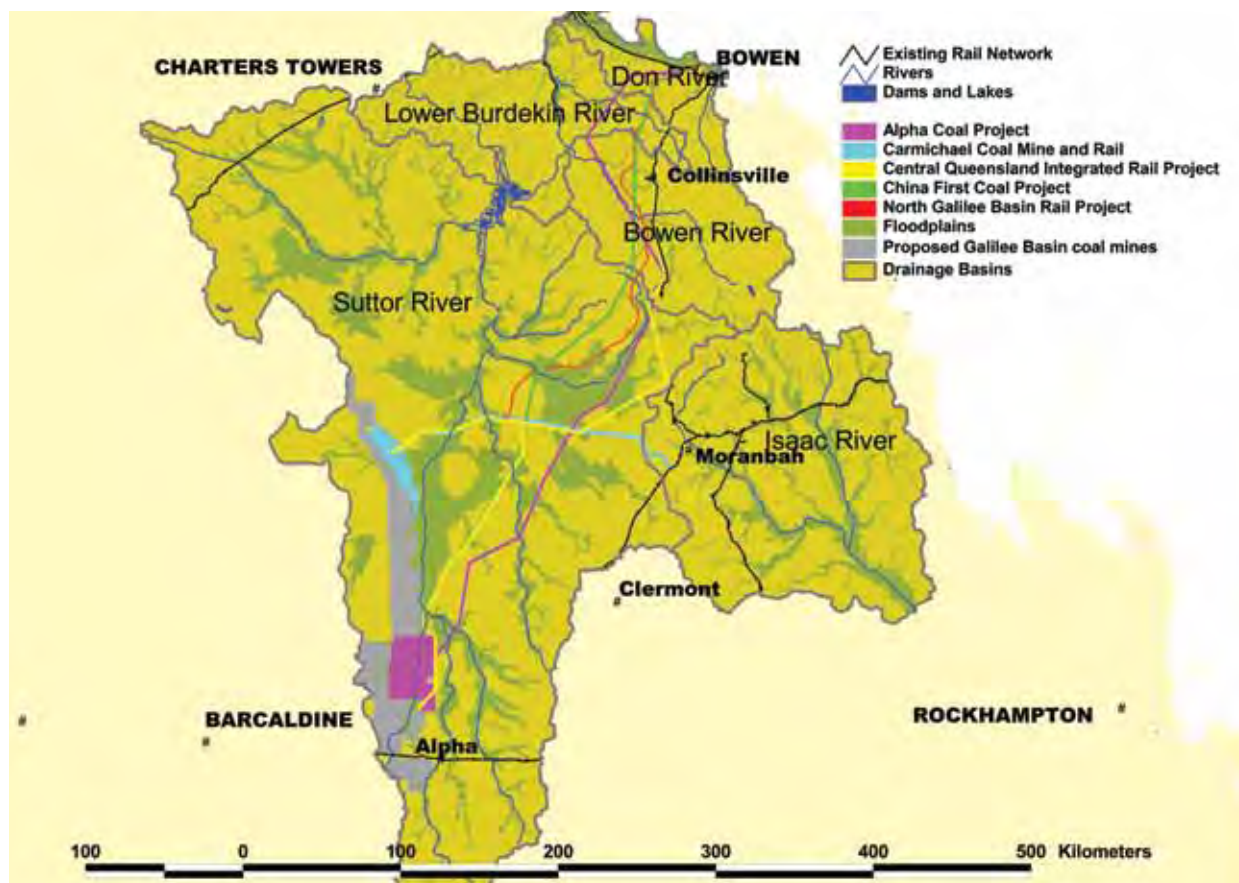 CHARTERS TOWERS
BOWEN
Don River
Lower Burdekin River
Collinsville
Bowen River
Suttor River
Isaac River
Moranbah
Clermont
BARCALDINE
ROCKHAMPTON
Alpha
Existing Rail Network
Rivers
Dams and Lakes
Alpha Coal Project
Carmichael Coal Mine and Rail
Central Queensland Integrated Rail Project
China First Coal Project
North Galilee Basin Rail Project
Floodplains
Proposed Galilee Basin coal mines
Drainage Basins
100 0 100 200 300 400 500 Kilometers